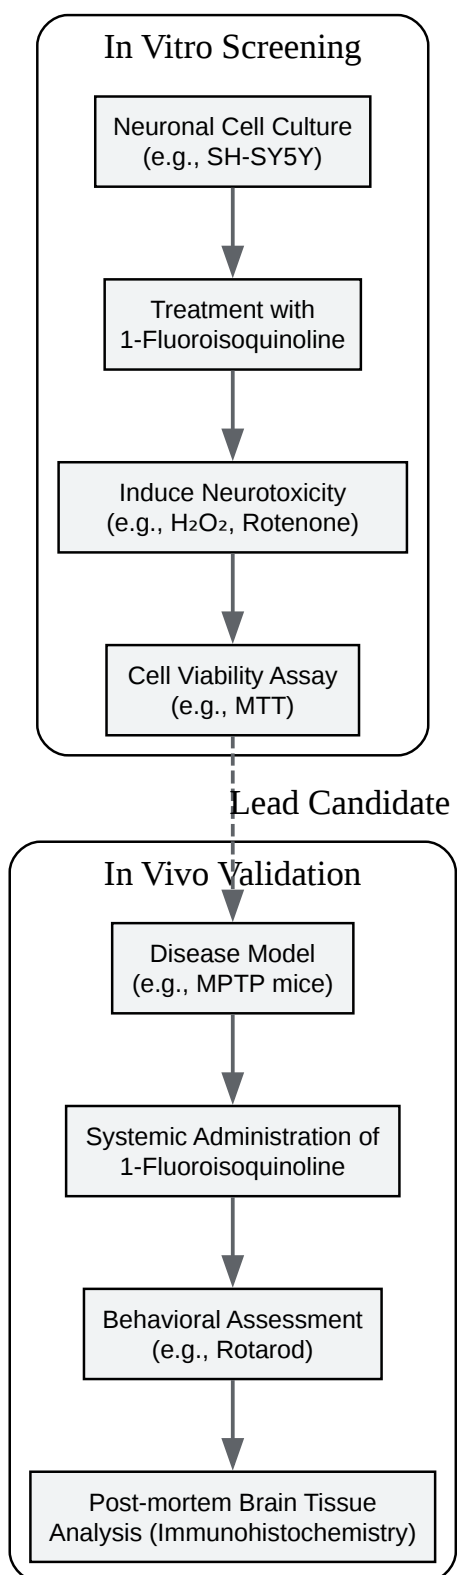 In Vitro Screening
Neuronal Cell Culture
(e.g., SH-SY5Y)
Treatment with
1-Fluoroisoquinoline
Induce Neurotoxicity
(e.g., H₂O₂, Rotenone)
Cell Viability Assay
(e.g., MTT)
Lead Candidate
In Vivo Validation
Disease Model
(e.g., MPTP mice)
Systemic Administration of
1-Fluoroisoquinoline
Behavioral Assessment
(e.g., Rotarod)
Post-mortem Brain Tissue
Analysis (Immunohistochemistry)